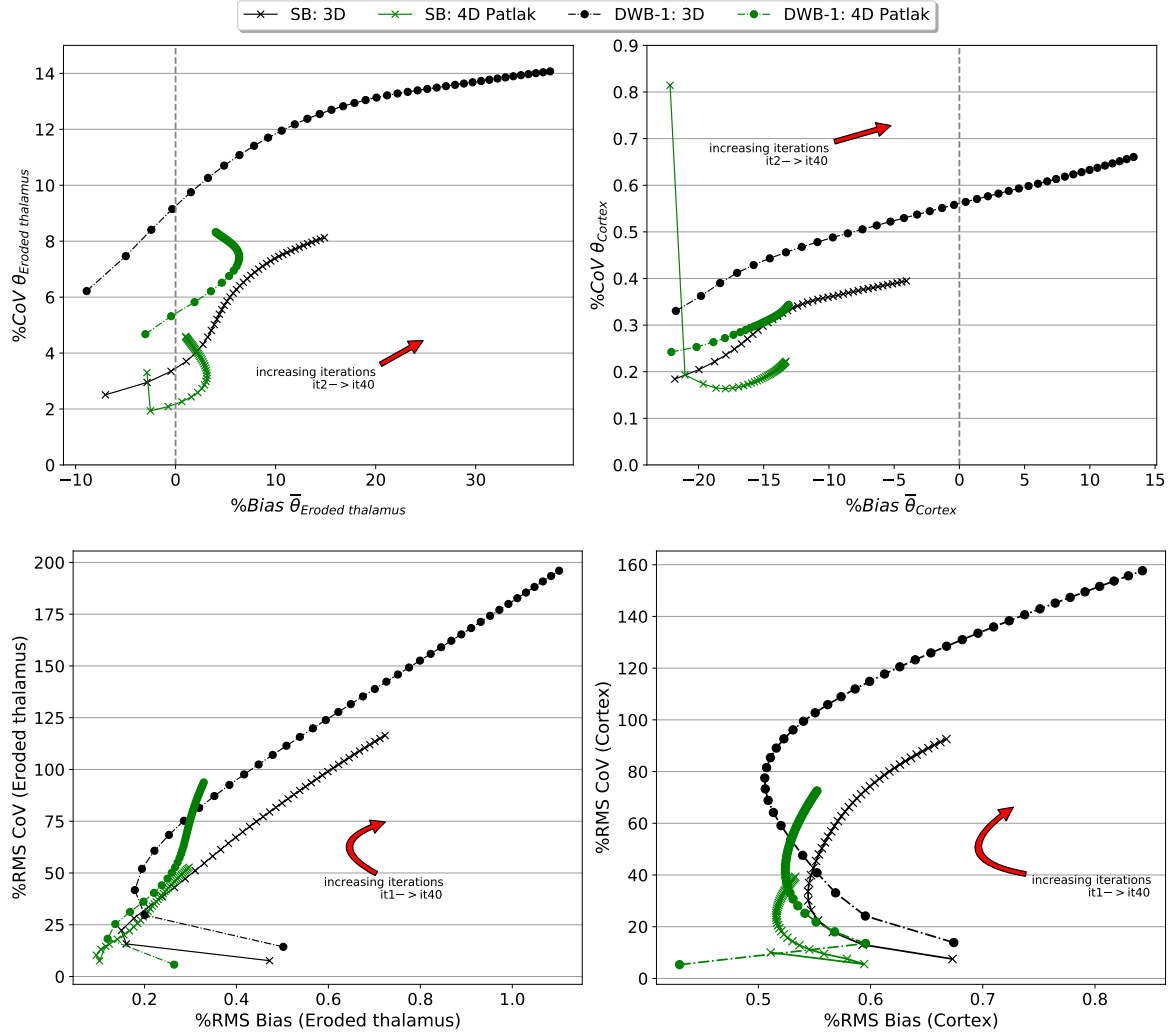 SB: 3D SB: 4D Patlak DWB-1: 3D DWB-1: 4D Patlak
14
12
10
8
6
4
2
0
%CoV θEroded thalamus
increasing iterations
it2−>it40
−10 0 10 20 30
%Bias θ̅Eroded thalamus
0.9
0.8
0.7
0.6
0.5
0.4
0.3
0.2
0.1
0.0
%CoV θCortex
increasing iterations
it2−>it40
−20 −15 −10 −5 0 5 10 15
%Bias θ̅Cortex
200
175
150
125
100
75
50
25
0
%RMS CoV (Eroded thalamus)
increasing iterations
it1−>it40
0.2 0.4 0.6 0.8 1.0
%RMS Bias (Eroded thalamus)
160
140
120
100
80
60
40
20
0
%RMS CoV (Cortex)
increasing iterations
it1−>it40
0.5 0.6 0.7 0.8
%RMS Bias (Cortex)